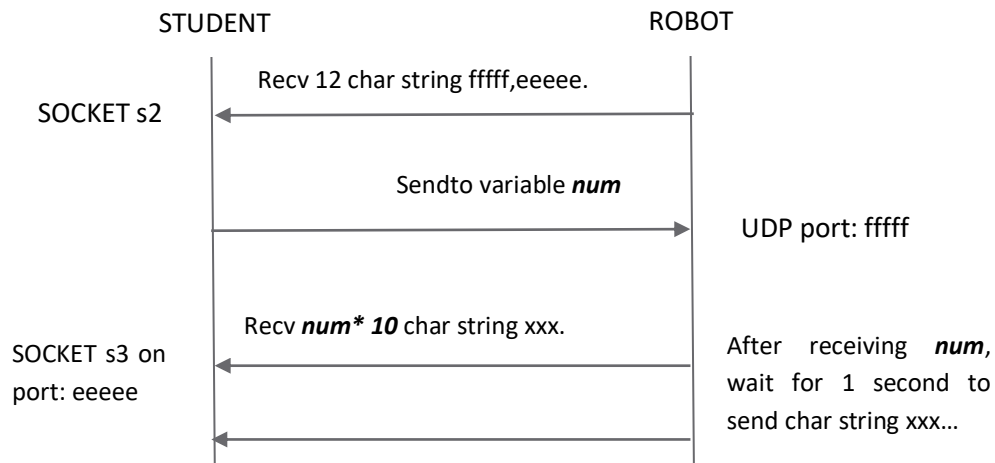 STUDENT
ROBOT
Recv 12 char string fffff,eeeee.
SOCKET s2
Sendto variable num
UDP port: fffff
Recv num* 10 char string xxx.
SOCKET s3 on
port: eeeee
After receiving num,
wait for 1 second to
send char string xxx…